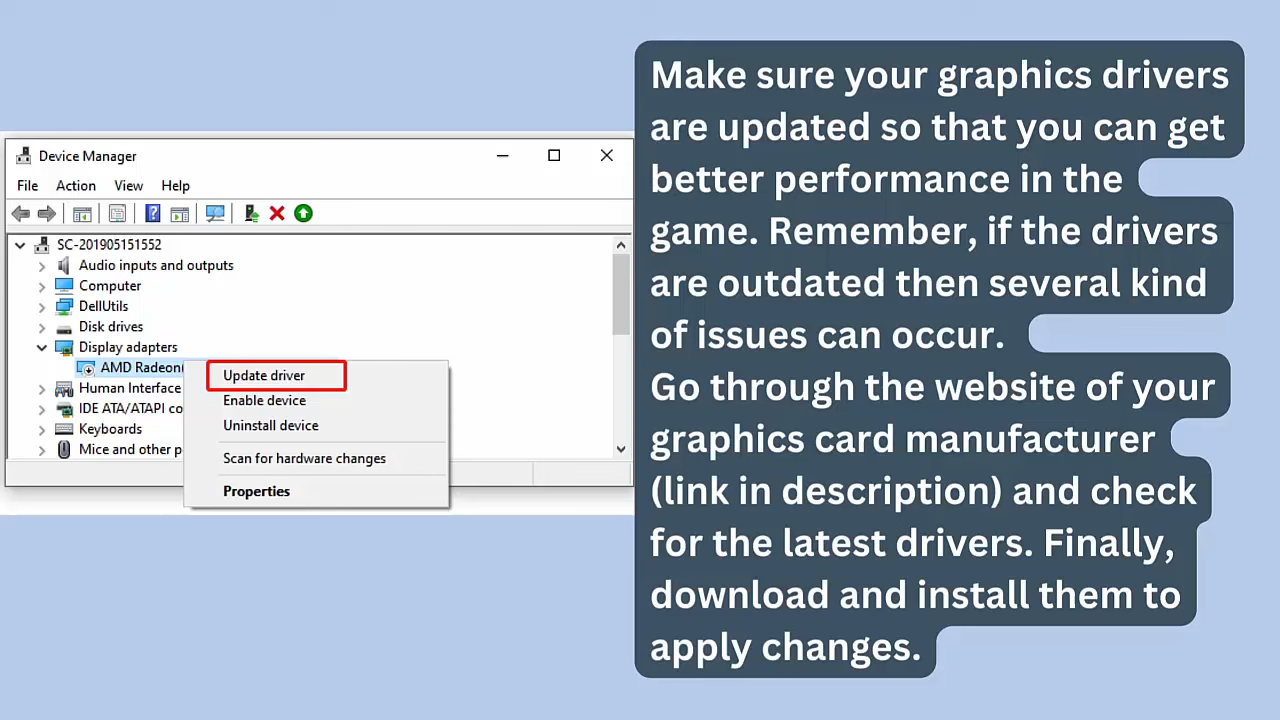 Device Manager
File Action View Help
SC-201905151552
Audio inputs and outputs
Computer
DellUtils
Disk drives
Display adapters
AMD Radeon
Human Interface
IDE ATA/ATAPI co
Keyboards
Mice and other p
Update driver
Enable device
Uninstall device
Scan for hardware changes
Properties
Make sure your graphics drivers
are updated so that you can get
better performance in the
game. Remember, if the drivers
are outdated then several kind
of issues can occur.
Go through the website of your
graphics card manufacturer
(link in description) and check
for the latest drivers. Finally,
download and install them to
apply changes.